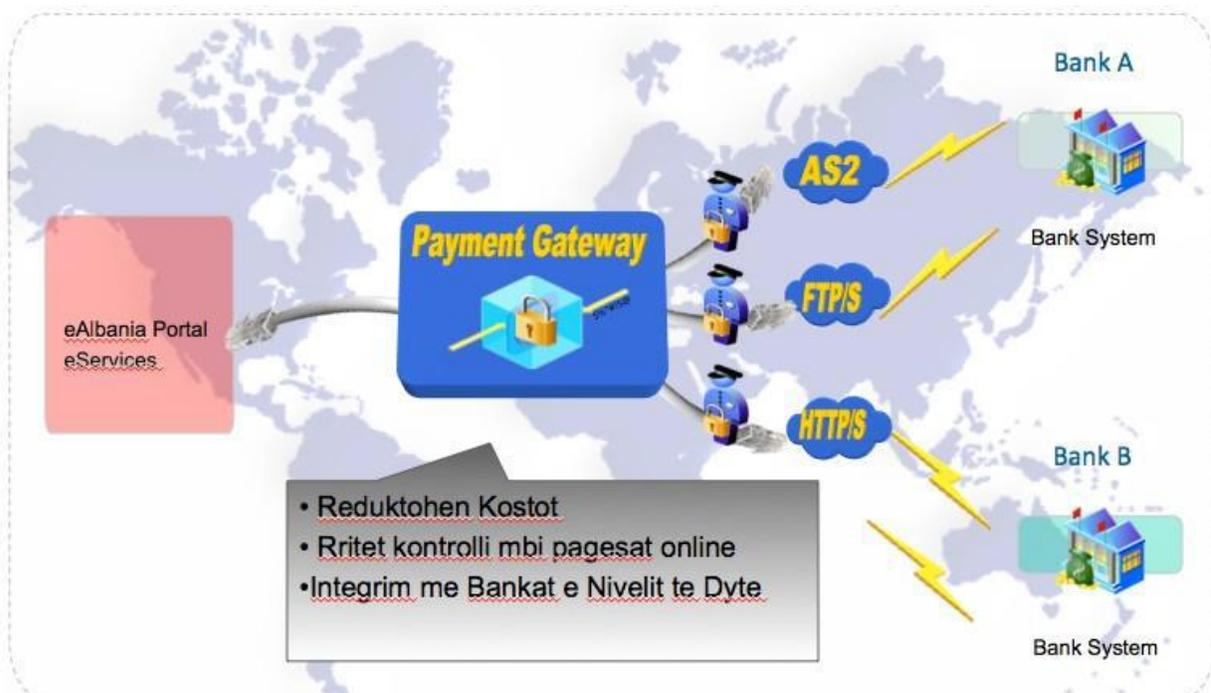 Bank A
AS2
Bank System
Payment Gateway
FTP/S
eAlbania Portal
eServices
HTTP/S
Bank B
• Reduktohen Kostot
• Rritet kontrolli mbi pagesat online
•Integrim me Bankat e Nivelit te Dyte
Bank System